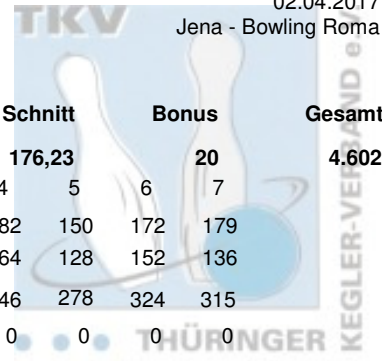 02.04.2017
TKV
Jena - Bowling Roma
Schnitt Bonus Gesamt
176,23 20 4.602
4 5 6 7
82 150 172 179
64 128 152 136
46 278 324 315
0 0 0 0
THÜRINGER
KEGLER-VERBAND e.V.